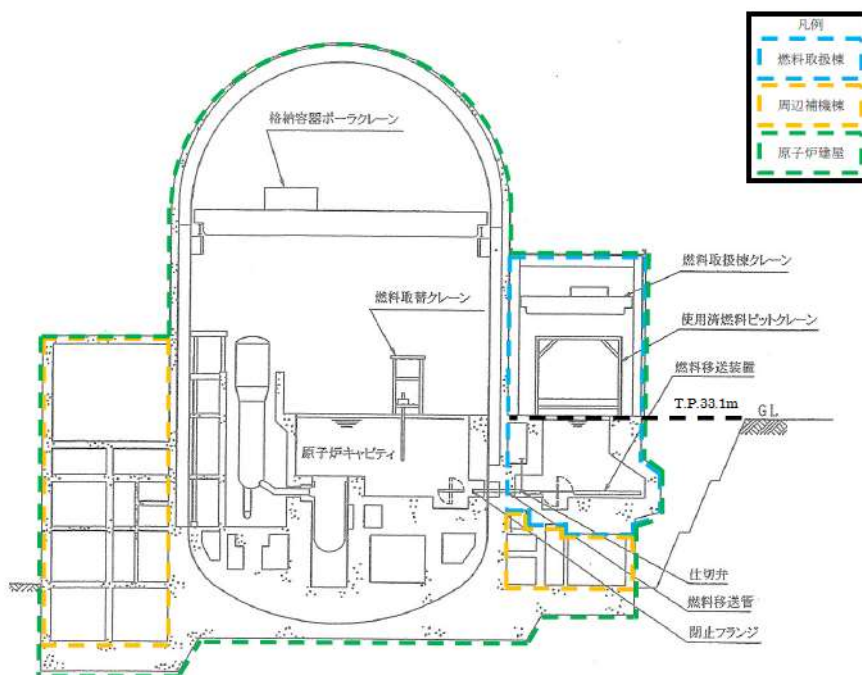 凡例
燃料取扱棟
周辺補機棟
原子炉建屋
格納容器ポーラクレーン
燃料取扱棟クレーン
燃料取替クレーン
使用済燃料ピットクレーン
燃料移送装置
T.P.33.1m
GL
原子炉キャビティ
仕切弁
燃料移送管
閉止フランジ